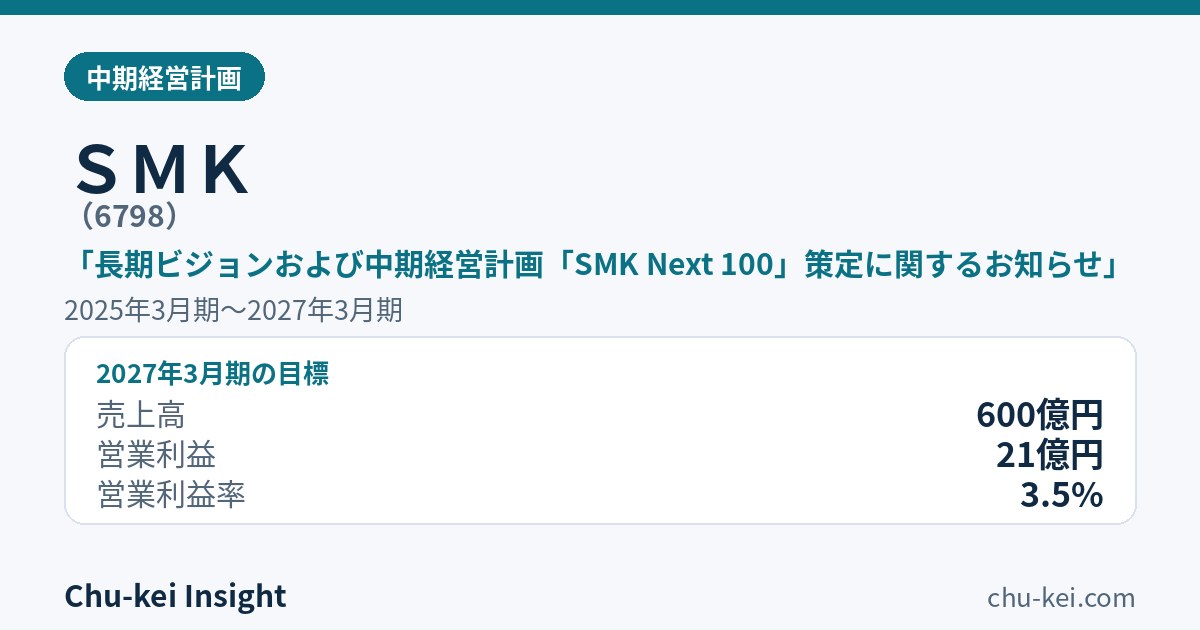 中期経営計画
ＳＭＫ
（6798）
「長期ビジョンおよび中期経営計画「SMK Next 100」策定に関するお知らせ」
2025年3月期～2027年3月期
2027年3月期の目標
売上高 600億円
営業利益 21億円
営業利益率 3.5%
Chu-kei Insight
chu-kei.com